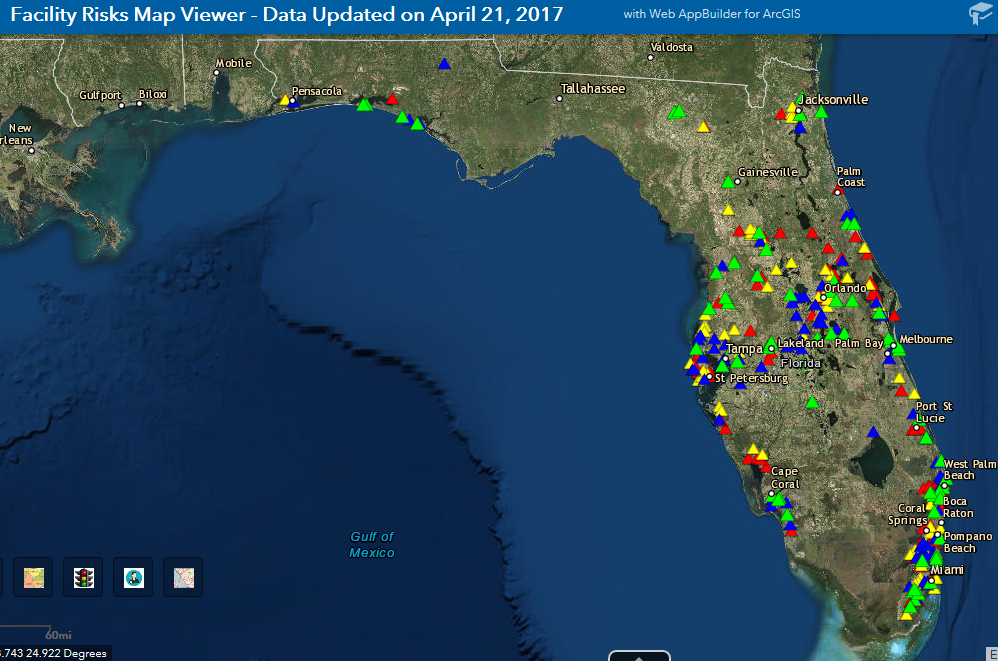 Facility Risks Map Viewer - Data Updated on April 21, 2017
with Web AppBuilder for ArcGIS
Valdosta
Mobile
Gulfport
Biloxi
Pensacola
Tallahassee
Jacksonville
New
rleans
Gainesville
Palm
Coast
Orlando
Melbourne
Tampa
Lakeland
Palm Bay
Florida
St Petersburg
Port St
Lucie
West Palm
Beach
Cape
Coral
Boca
Raton
Coral
Springs
Pompano
Beach
Gulf of
Mexico
Miami
60mi
.743 24.922 Degrees
E